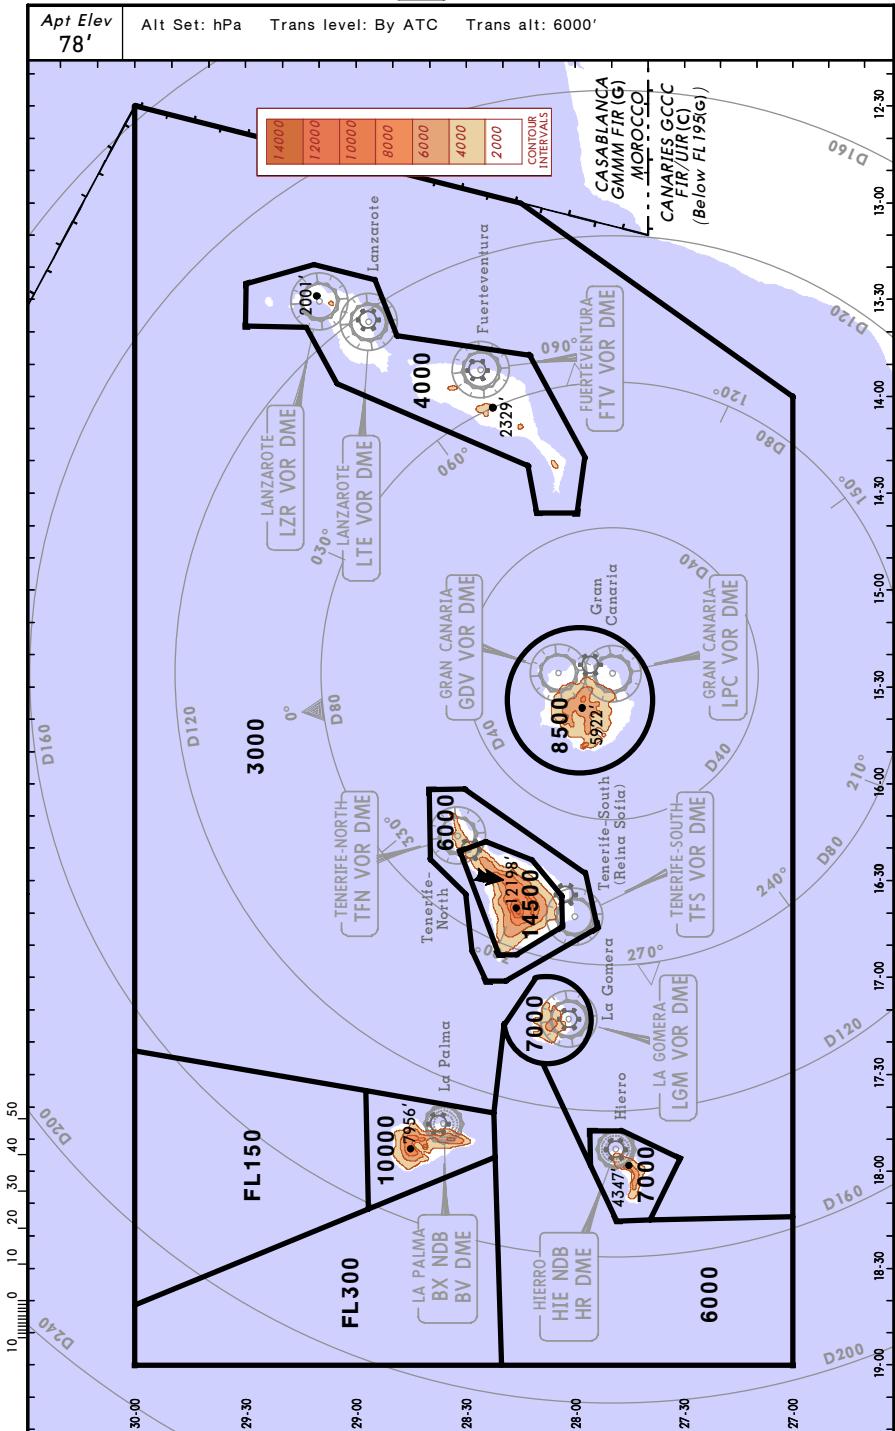 Apt Elev
78'
Alt Set: hPa Trans level: By ATC Trans alt: 6000'
14000
12000
10000
8000
6000
4000
2000
CONTOUR
INTERVALS
CASABLANCA
GMMM FIR (G)
MOROCCO
CANARIES GCCC
FIR/UIR (C)
(Below FL195(G))
D160
12-30
13-00
13-30
14-00
14-30
15-00
15-30
16-00
16-30
17-00
17-30
18-00
18-30
19-00
30-00
29-30
29-00
28-30
28-00
27-30
27-00
Lanzarote
2001'
Fuerteventura
4000
2329'
LANZAROTE
LZR VOR DME
LANZAROTE
LTE VOR DME
FUERTEVENTURA
FTV VOR DME
060°
060°
030°
120°
D120
D80
150°
D40
GRAN CANARIA
GDV VOR DME
Gran
Canaria
GRAN CANARIA
LPC VOR DME
8500
5922'
D40
D40
0°
D80
D120
D160
3000
210°
D80
240°
270°
TENERIFE-NORTH
TFN VOR DME
330°
6000
Tenerife-
North
12198'
14500
Tenerife-South
(Reina Sofia)
TENERIFE-SOUTH
TFS VOR DME
La Gomera
7000
LA GOMERA
LGM VOR DME
D120
La Palma
10000
7956'
LA PALMA
BX NDB
BV DME
Hierro
4347'
7000
HIERRO
HIE NDB
HR DME
D160
D200
FL150
FL300
6000
D200
D240
50
40
30
20
10
0
10